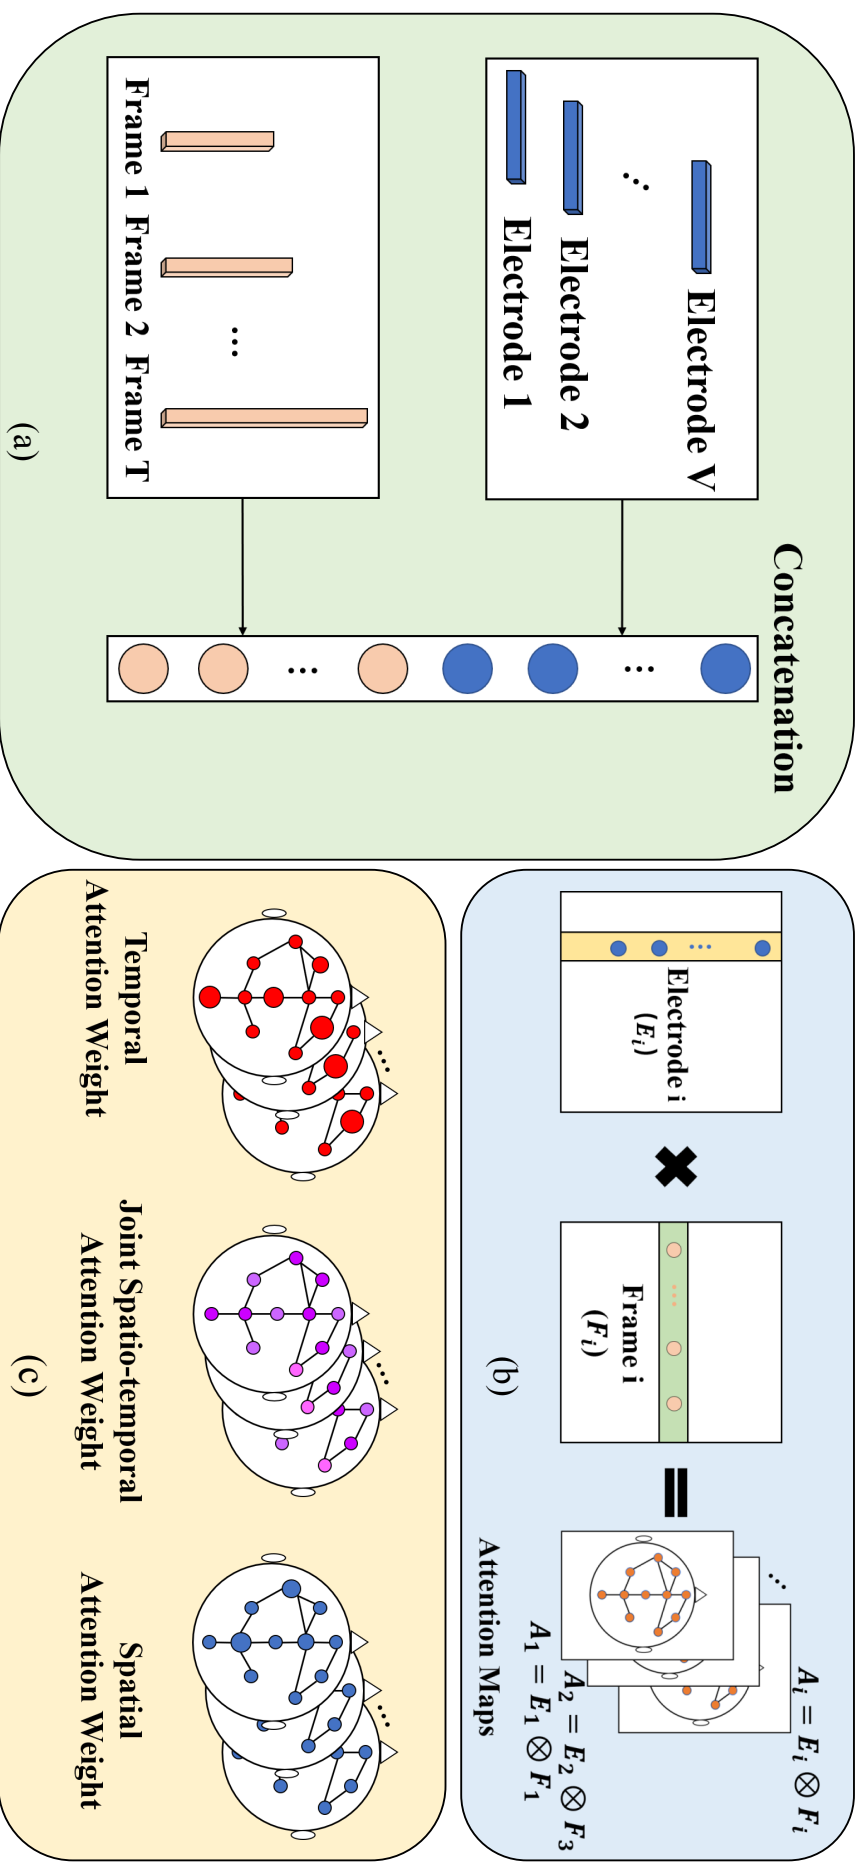 Concatenation
Electrode V
...
Electrode 2
Electrode 1
...
Frame 1 Frame 2 Frame T
...
...
(a)
...
Electrode i
(E_i)
...
Frame i
(F_i)
...
A_i = E_i ⊗ F_i
A_2 = E_2 ⊗ F_3
A_1 = E_1 ⊗ F_1
Attention Maps
(b)
...
Temporal
Attention Weight
...
Joint Spatio-temporal
Attention Weight
...
Spatial
Attention Weight
(c)